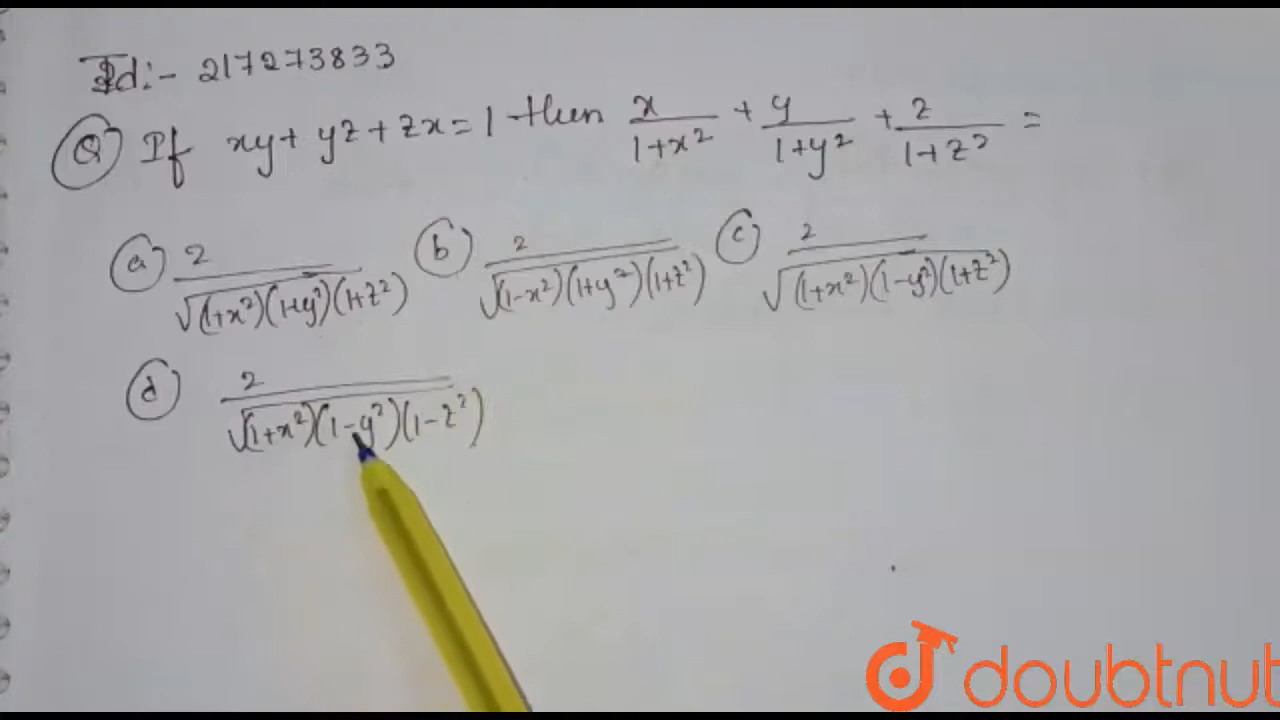 Id:- 217273833
Q If xy + yz + zx = 1 then x/(1+x²) + y/(1+y²) + z/(1+z²) =
a 2/√(1+x²)(1+y²)(1+z²) b 2/√(1-x²)(1+y²)(1+z²) c 2/√(1+x²)(1-y²)(1+z²)
d 2/√(1+x²)(1-y²)(1-z²)
doubtnut